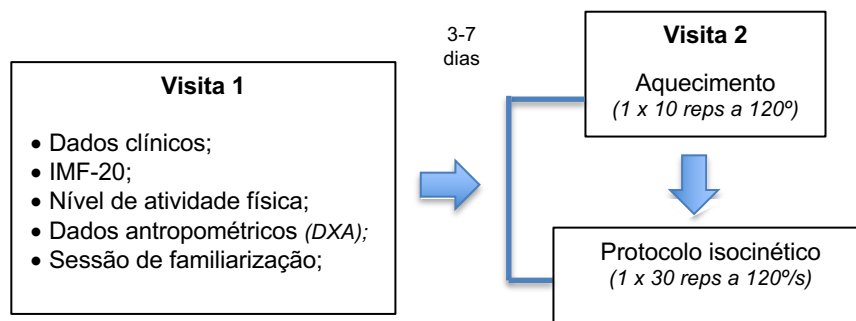 Visita 1
• Dados clínicos;
• IMF-20;
• Nível de atividade física;
• Dados antropométricos (DXA);
• Sessão de familiarização;
3-7
dias
Visita 2
Aquecimento
(1 x 10 reps a 120º)
Protocolo isocinético
(1 x 30 reps a 120º/s)